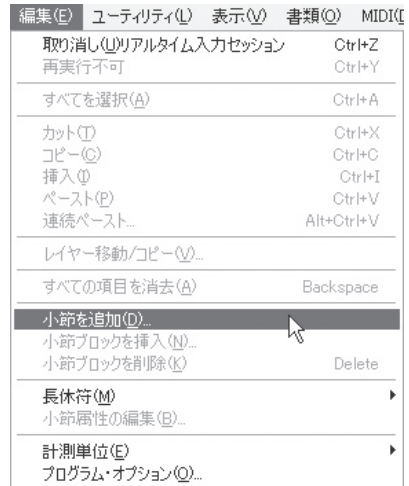 編集(E) ユーティリティ(L) 表示(V) 書類(O) MIDI(
取り消し(U)リアルタイム入力セッション Ctrl+Z
再実行不可 Ctrl+Y
すべてを選択(A) Ctrl+A
カット(T) Ctrl+X
コピー(C) Ctrl+C
挿入(I) Ctrl+I
ペースト(P) Ctrl+V
連続ペースト... Alt+Ctrl+V
レイヤー移動/コピー(V)...
すべての項目を消去(A) Backspace
小節を追加(D)...
小節ブロックを挿入(N)...
小節ブロックを削除(K) Delete
長休符(M)
小節属性の編集(B)...
計測単位(E)
プログラム・オプション(O)...